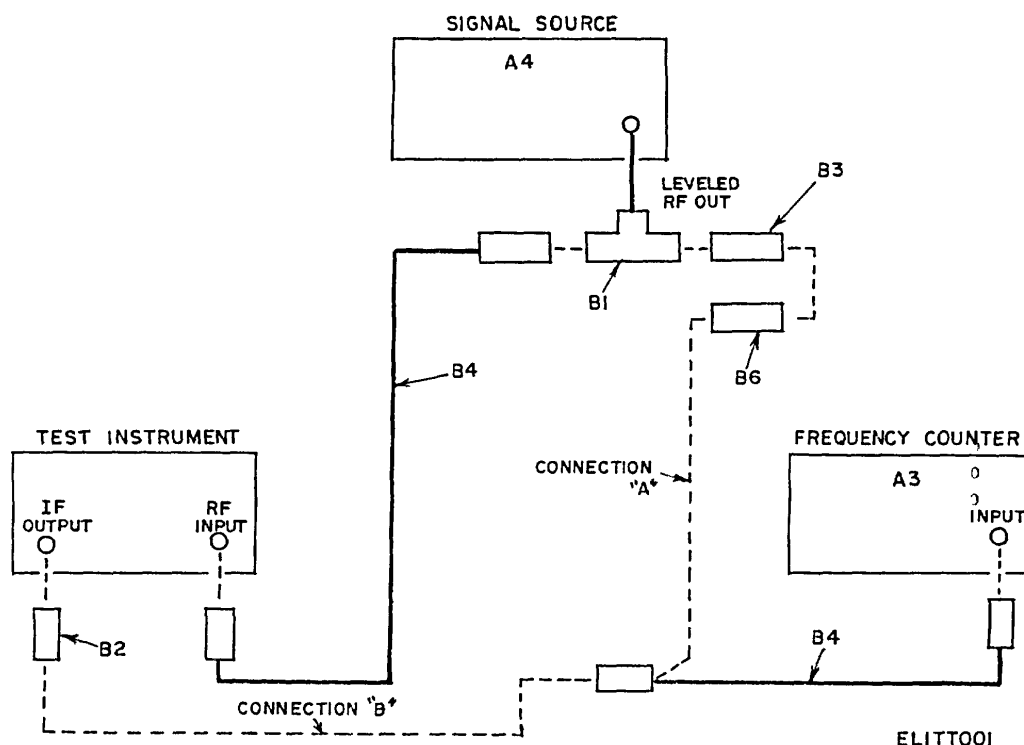 SIGNAL SOURCE
A4
LEVELED
RF OUT
B3
B1
B6
B4
TEST INSTRUMENT
IF
OUTPUT
RF
INPUT
CONNECTION
"A"
FREQUENCY COUNTER
A3
INPUT
B2
B4
CONNECTION "B"
ELITT001